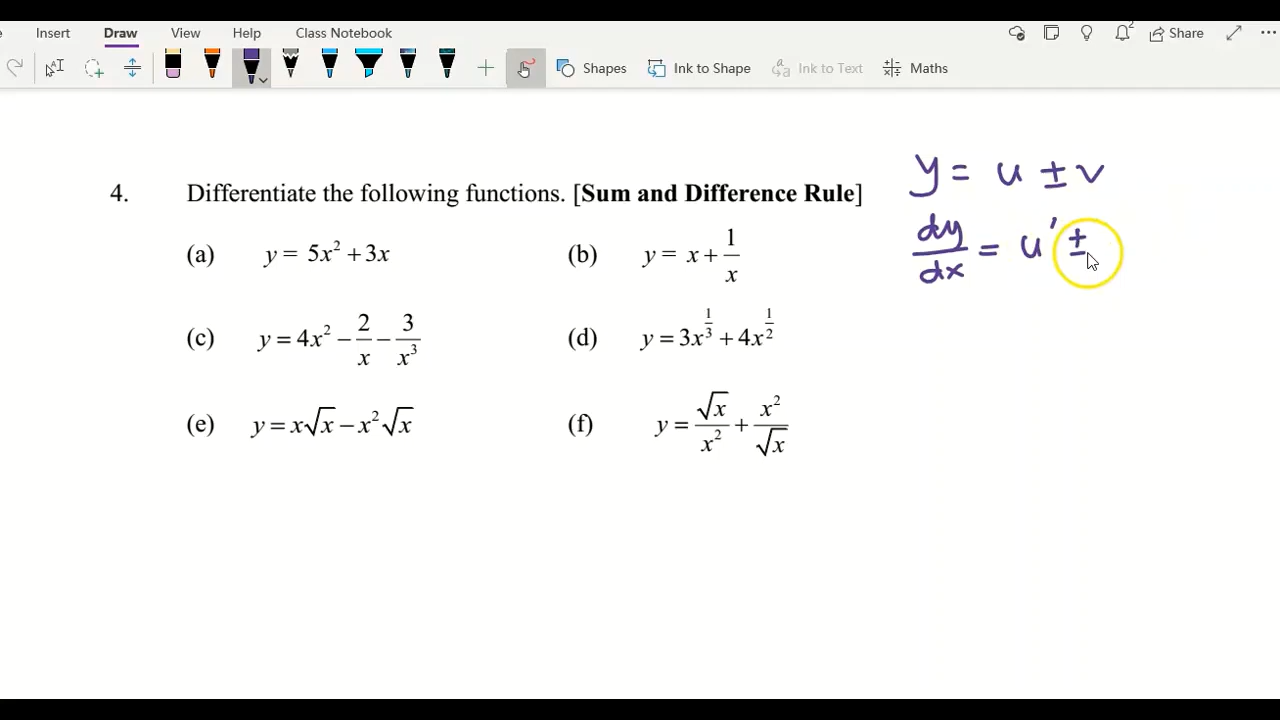 Insert Draw View Help Class Notebook 2 Share
Shapes Ink to Shape Ink to Text Maths
4. Differentiate the following functions. [Sum and Difference Rule]
(a) y = 5x² + 3x (b) y = x + 1/x
(c) y = 4x² − 2/x − 3/x³ (d) y = 3x^(1/3) + 4x^(1/2)
(e) y = x√x − x²√x (f) y = √x/x² + x²/√x
y = u ± v
dy/dx = u' ±